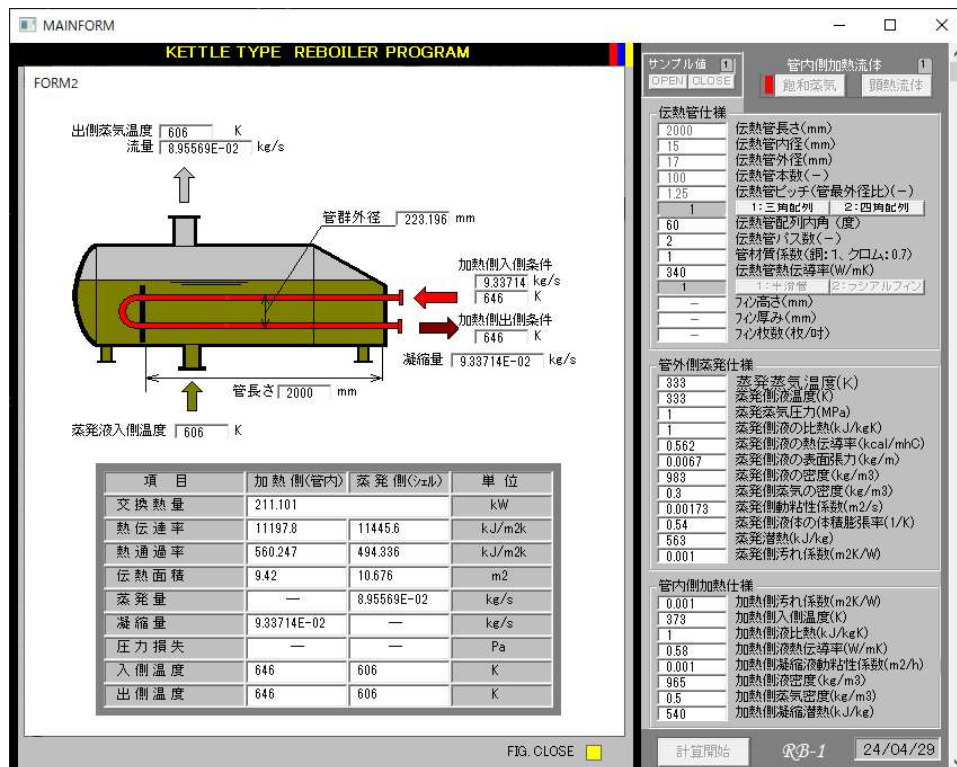 MAINFORM
KETTLE TYPE REBOILER PROGRAM
FORM2
出側蒸気温度 606 K
流量 8.95569E-02 kg/s
管群外径 223.196 mm
加熱側入側条件
9.33714 kg/s
646 K
加熱側出側条件
646 K
凝縮量 9.33714E-02 kg/s
管長さ 2000 mm
蒸発液入側温度 606 K
項 目 加熱側(管内) 蒸発側(シェル) 単位
交換熱量 211.101 kW
熱伝達率 11197.8 11445.6 kJ/m2k
熱通過率 560.247 494.336 kJ/m2k
伝熱面積 9.42 10.676 m2
蒸発量 — 8.95569E-02 kg/s
凝縮量 9.33714E-02 — kg/s
圧力損失 — — Pa
入側温度 646 606 K
出側温度 646 606 K
FIG. CLOSE
サンプル値 1
OPEN CLOSE
管内側加熱流体 1
飽和蒸気 顕熱流体
伝熱管仕様
2000 伝熱管長さ(mm)
15 伝熱管内径(mm)
17 伝熱管外径(mm)
100 伝熱管本数(-)
1.25 伝熱管ピッチ(管最外径比)(-)
1 1:三角配列 2:四角配列
60 伝熱管配列内角 (度)
2 伝熱管パス数(-)
1 管材質係数(銅:1、クロム:0.7)
340 伝熱管熱伝導率(W/mK)
1 1:平滑管 2:ラジアルフィン
— フィン高さ(mm)
— フィン厚み(mm)
— フィン枚数(枚/吋)
管外側蒸発仕様
333 蒸発蒸気温度(K)
333 蒸発側液温度(K)
1 蒸発蒸気圧力(MPa)
1 蒸発側液の比熱(kJ/kgK)
0.562 蒸発側液の熱伝導率(kcal/mhC)
0.0067 蒸発側液の表面張力(kg/m)
983 蒸発側液の密度(kg/m3)
0.3 蒸発側蒸気の密度(kg/m3)
0.00173 蒸発側動粘性係数(m2/s)
0.54 蒸発側液体の体積膨張率(1/K)
563 蒸発潜熱(kJ/kg)
0.001 蒸発側汚れ係数(m2K/W)
管内側加熱仕様
0.001 加熱側汚れ係数(m2K/W)
373 加熱側入側温度(K)
1 加熱側液比熱(kJ/kgK)
0.58 加熱側液熱伝導率(W/mK)
0.001 加熱側凝縮液動粘性係数(m2/h)
965 加熱側液密度(kg/m3)
0.5 加熱側蒸気密度(kg/m3)
540 加熱側凝縮潜熱(kJ/kg)
計算開始 RB-1 24/04/29